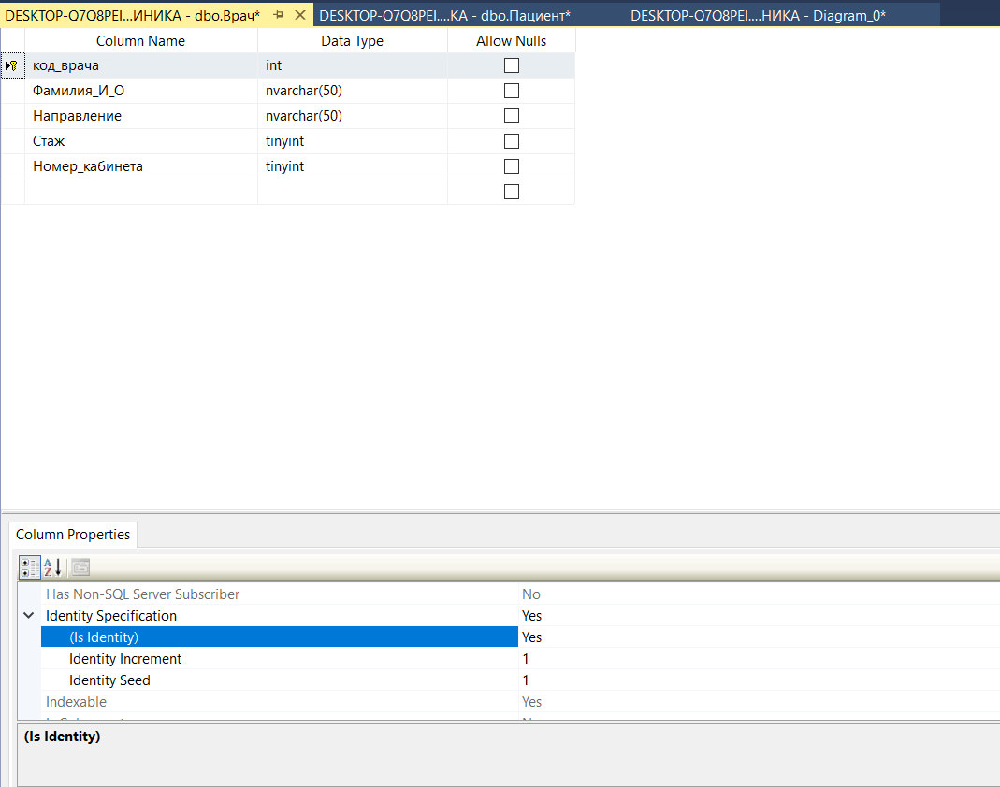 DESKTOP-Q7Q8PEI...ИНИКА - dbo.Врач* DESKTOP-Q7Q8PEI....КА - dbo.Пациент* DESKTOP-Q7Q8PEI....НИКА - Diagram_0*
Column Name Data Type Allow Nulls
код_врача int
Фамилия_И_О nvarchar(50)
Направление nvarchar(50)
Стаж tinyint
Номер_кабинета tinyint
Column Properties
Has Non-SQL Server Subscriber No
Identity Specification Yes
(Is Identity) Yes
Identity Increment 1
Identity Seed 1
Indexable Yes
(Is Identity)